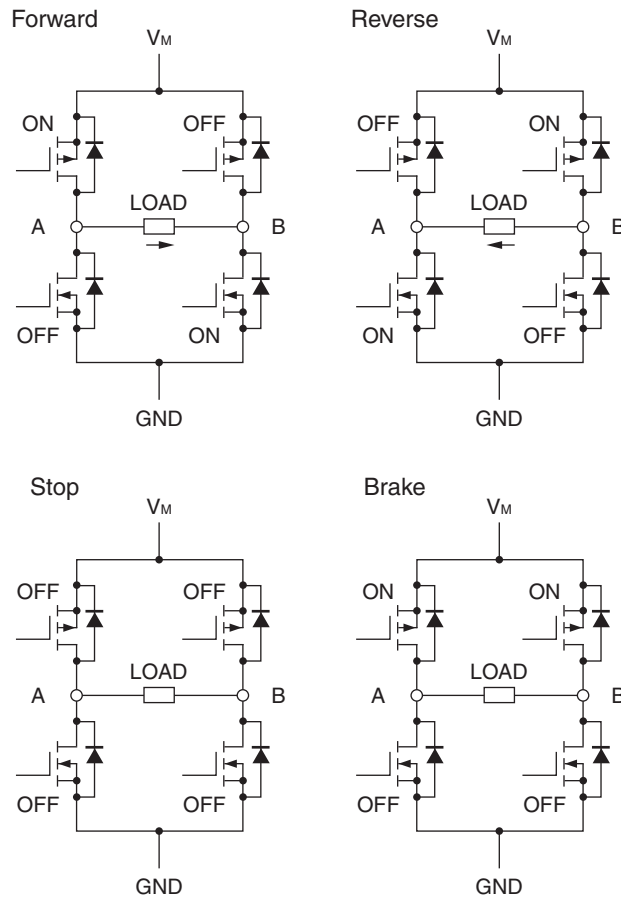 Forward
VM
ON
OFF
LOAD
A
B
OFF
ON
GND
Reverse
VM
OFF
ON
LOAD
A
B
ON
OFF
GND
Stop
VM
OFF
OFF
LOAD
A
B
OFF
OFF
GND
Brake
VM
ON
ON
LOAD
A
B
OFF
OFF
GND